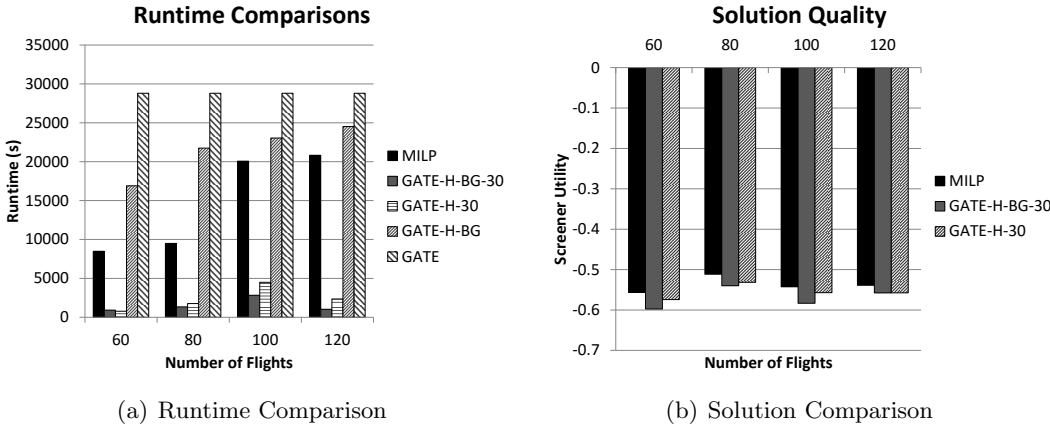 Runtime Comparisons
35000
30000
25000
20000
15000
10000
5000
0
Runtime (s)
60 80 100 120
Number of Flights
MILP
GATE-H-BG-30
GATE-H-30
GATE-H-BG
GATE
(a) Runtime Comparison
Solution Quality
60 80 100 120
0
-0.1
-0.2
-0.3
-0.4
-0.5
-0.6
-0.7
Screener Utility
Number of Flights
MILP
GATE-H-BG-30
GATE-H-30
(b) Solution Comparison